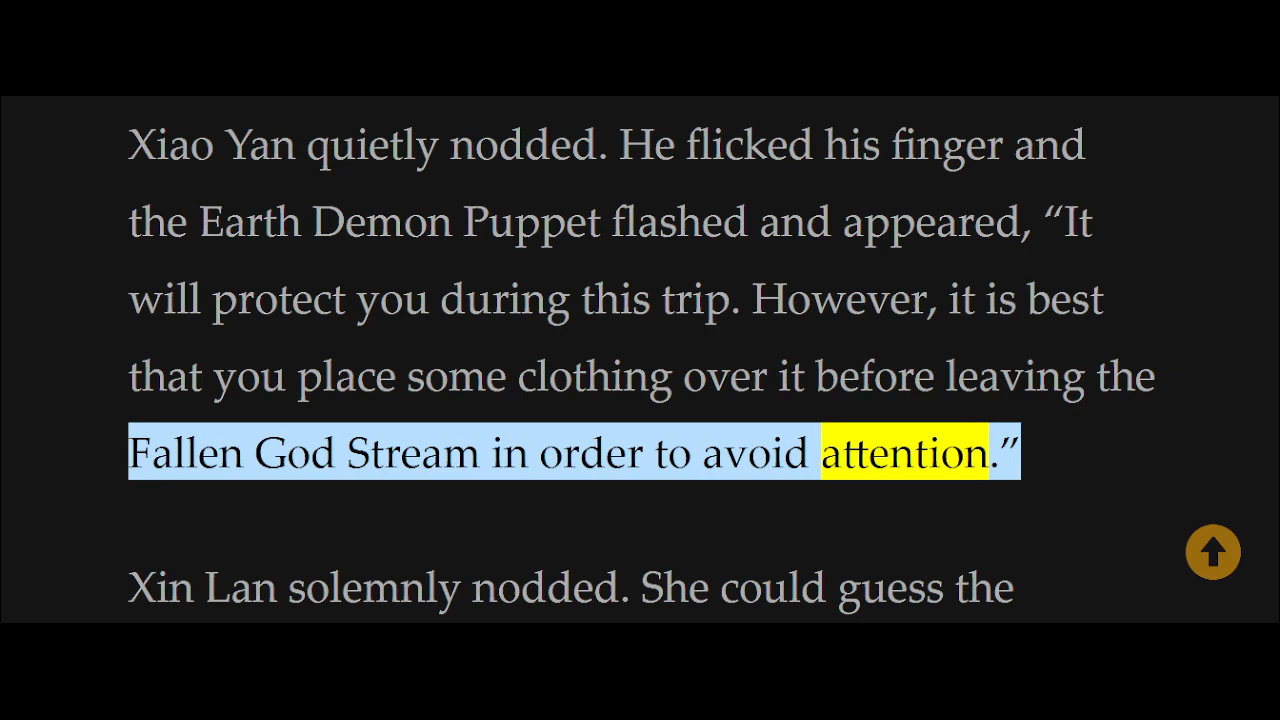 Xiao Yan quietly nodded. He flicked his finger and
the Earth Demon Puppet flashed and appeared, “It
will protect you during this trip. However, it is best
that you place some clothing over it before leaving the
Fallen God Stream in order to avoid attention.”
Xin Lan solemnly nodded. She could guess the